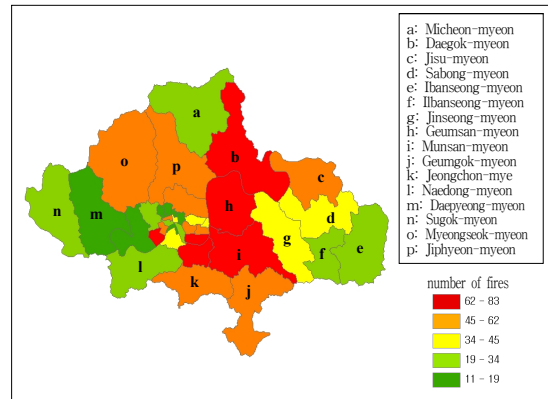 a: Micheon-myeon
b: Daegok-myeon
c: Jisu-myeon
d: Sabong-myeon
e: Ibanseong-myeon
f: Ilbanseong-myeon
g: Jinseong-myeon
h: Geumsan-myeon
i: Munsan-myeon
j: Geumgok-myeon
k: Jeongchon-mye
l: Naedong-myeon
m: Daepyeong-myeon
n: Sugok-myeon
o: Myeongseok-myeon
p: Jiphyeon-myeon
a
b
o
p
c
n
m
h
d
g
f
e
i
l
k
j
number of fires
62 - 83
45 - 62
34 - 45
19 - 34
11 - 19